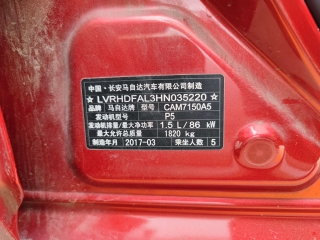 中国·长安马自达汽车有限公司制造
★LVRHDFAL3HN035220★
品牌 马自达牌 型号 CAM7150A5
发动机型号 P5
发动机排量/最大净功率 1.5 L/86 kW
最大允许总质量 1820 kg
制造年月 2017-03 乘坐人数 5